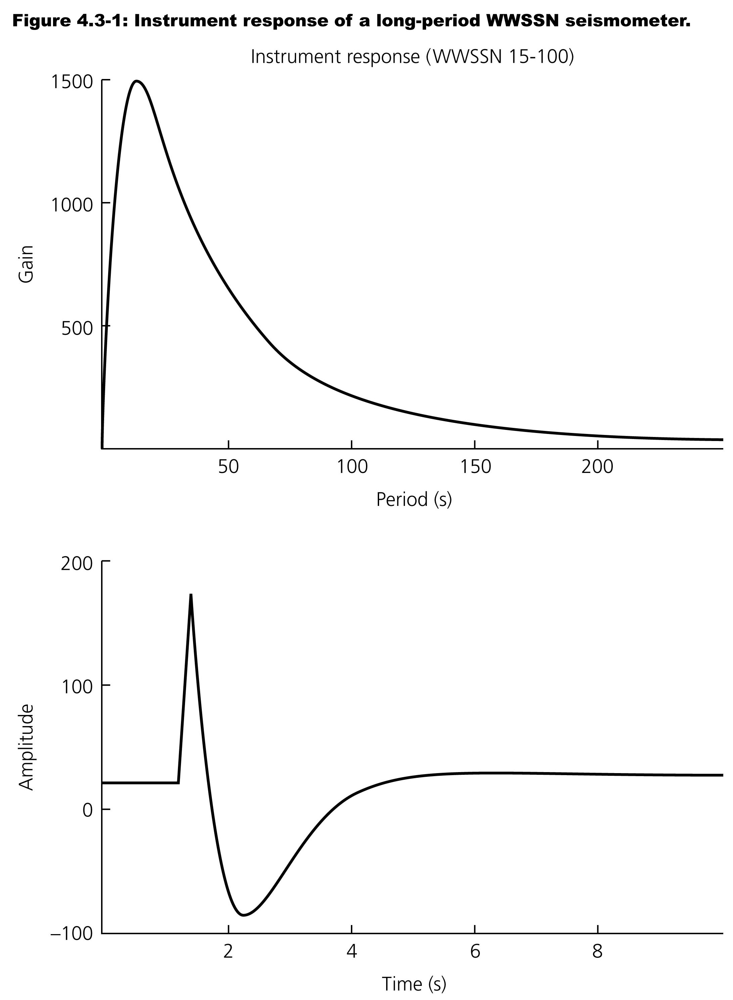 Figure 4.3-1: Instrument response of a long-period WWSSN seismometer.
Instrument response (WWSSN 15-100)
1500
1000
500
Gain
50 100 150 200
Period (s)
200
100
0
–100
Amplitude
2 4 6 8
Time (s)